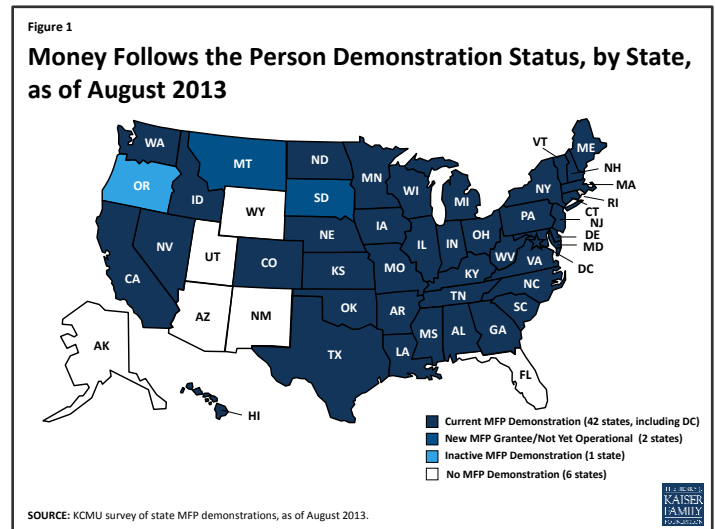 Figure 1
Money Follows the Person Demonstration Status, by State,
as of August 2013
WA
MT
ND
MN
VT
ME
OR
ID
WY
SD
WI
MI
NY
NH
MA
RI
CT
NJ
DE
MD
DC
NV
UT
CO
NE
IA
IL
IN
OH
PA
WV
VA
CA
KS
MO
KY
NC
AZ
NM
OK
AR
TN
SC
TX
LA
MS
AL
GA
AK
HI
FL
Current MFP Demonstration (42 states, including DC)
New MFP Grantee/Not Yet Operational (2 states)
Inactive MFP Demonstration (1 state)
No MFP Demonstration (6 states)
SOURCE: KCMU survey of state MFP demonstrations, as of August 2013.
THE HENRY J.
KAISER
FAMILY
FOUNDATION